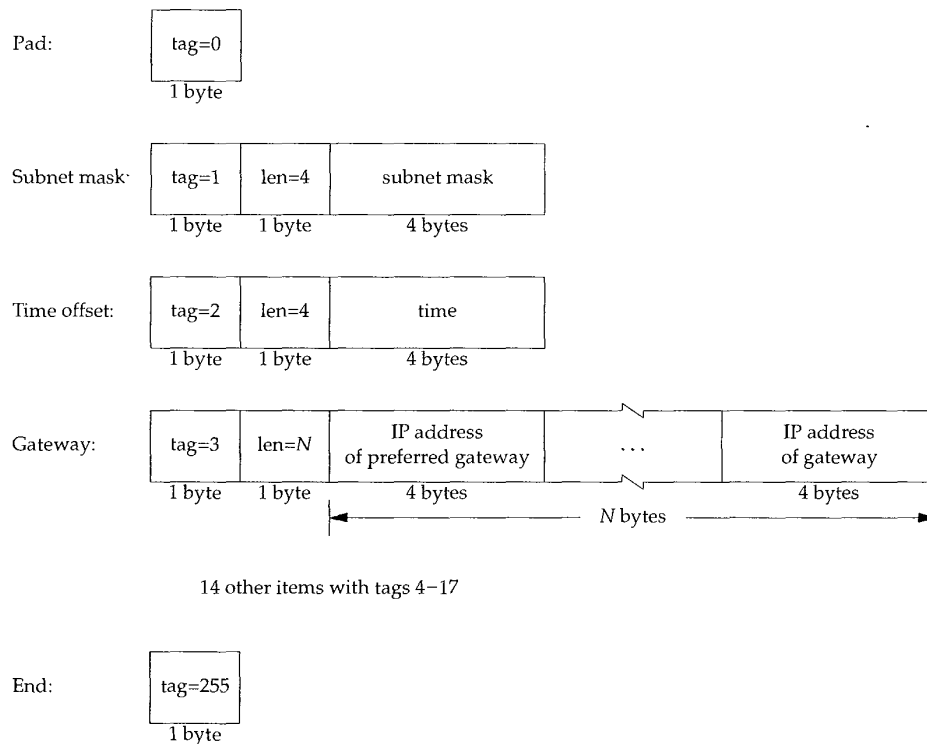 Pad:
tag=0
1 byte
Subnet mask
tag=1 len=4 subnet mask
1 byte 1 byte 4 bytes
Time offset:
tag=2 len=4 time
1 byte 1 byte 4 bytes
Gateway:
tag=3 len=N IP address of preferred gateway ... IP address of gateway
1 byte 1 byte 4 bytes 4 bytes
N bytes
14 other items with tags 4–17
End:
tag=255
1 byte